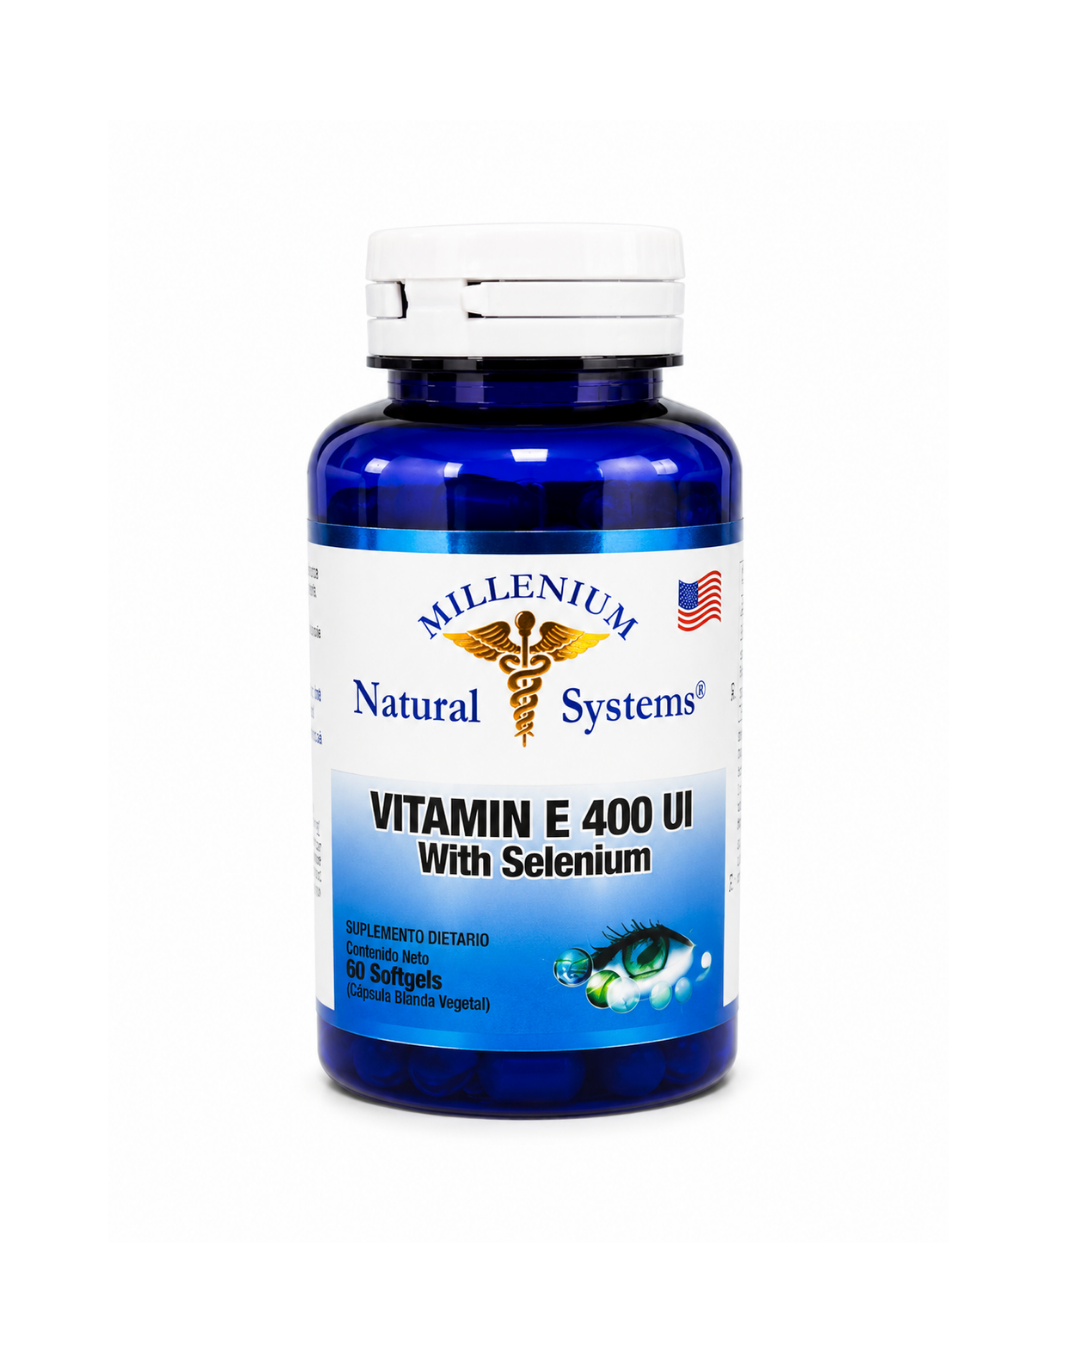 MILLENIUM
Natural Systems®
VITAMIN E 400 UI
With Selenium
SUPLEMENTO DIETARIO
Contenido Neto
60 Softgels
(Cápsula Blanda Vegetal)